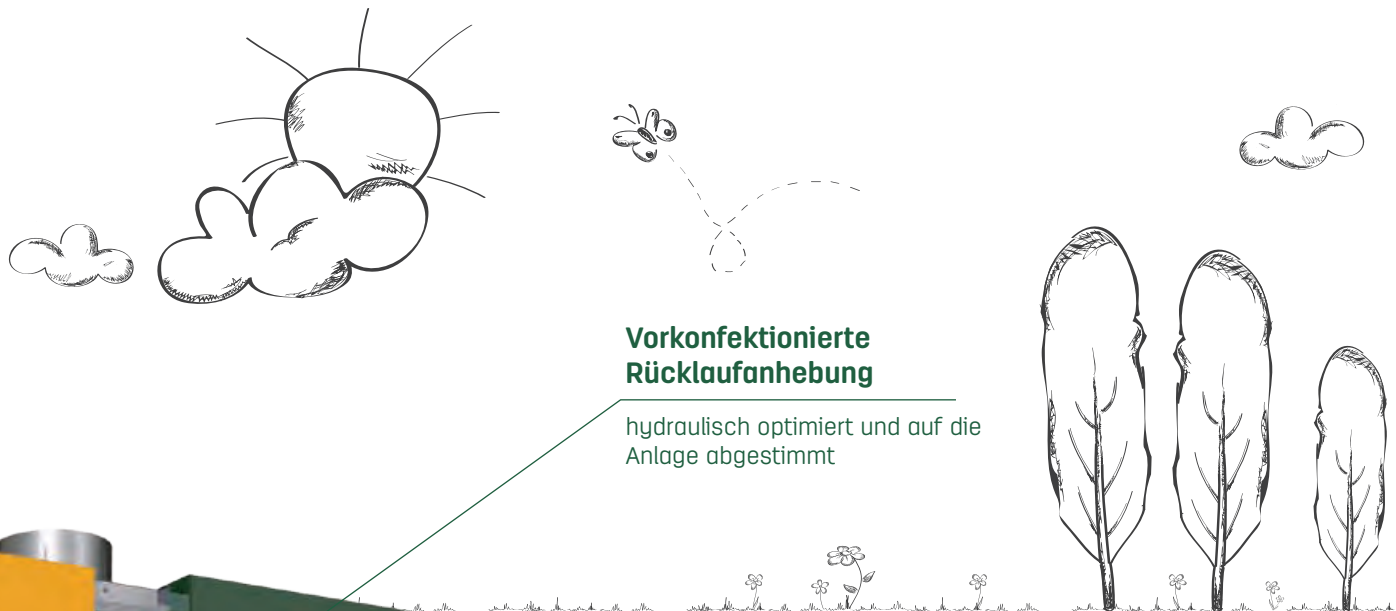 Vorkonfektionierte
Rücklaufanhebung
hydraulisch optimiert und auf die
Anlage abgestimmt